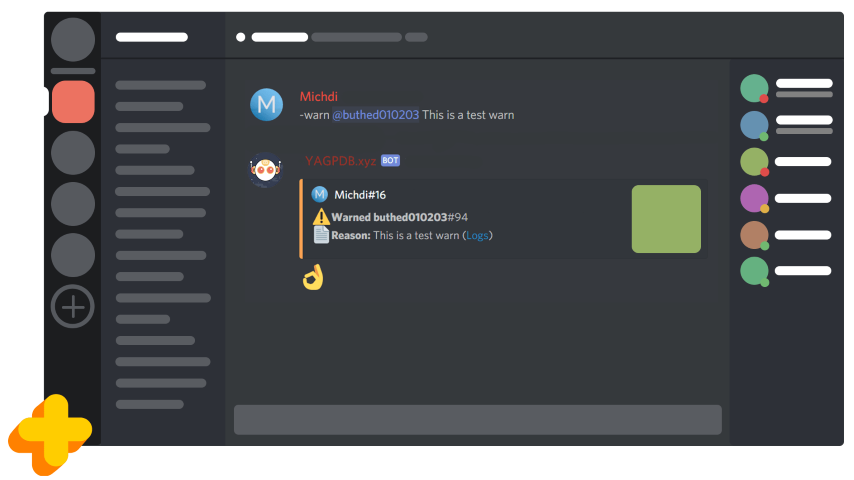 Michdi
-warn @buthed010203 This is a test warn
YAGPDB.xyz BOT
M Michdi#16
Warned buthed010203#94
Reason: This is a test warn (Logs)